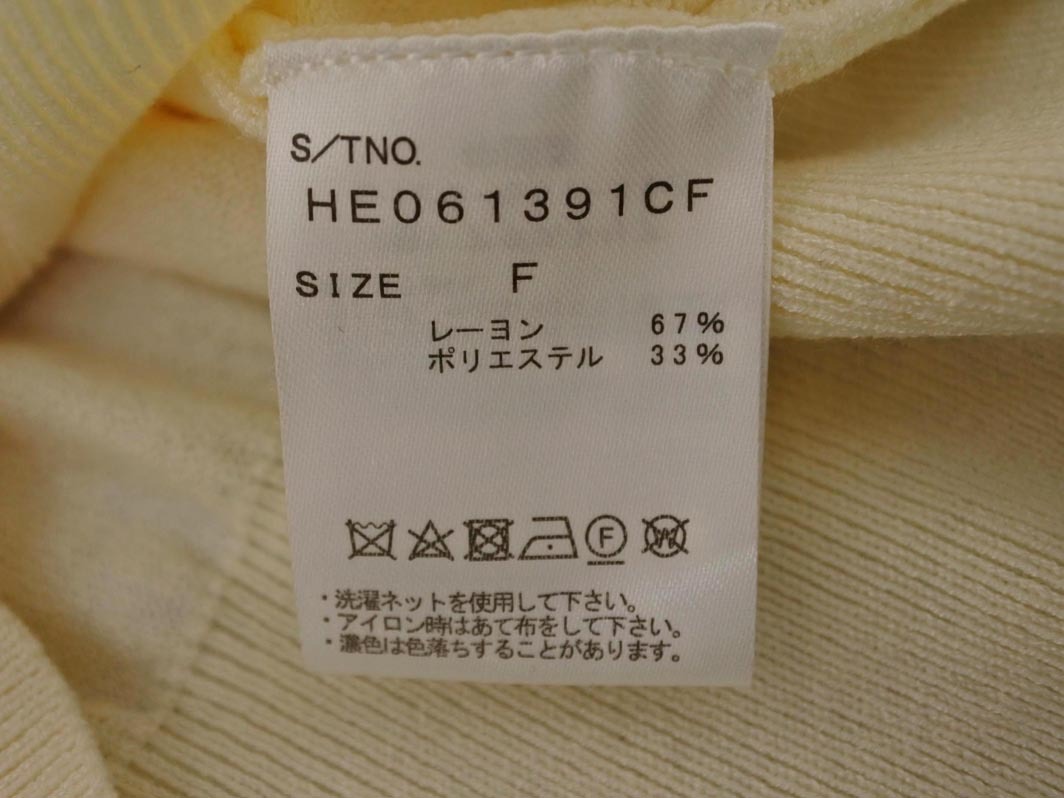 S/TNO.
HE061391CF
SIZE F
レーヨン 67%
ポリエステル 33%
F W
・洗濯ネットを使用して下さい。
・アイロン時はあて布をして下さい。
・濃色は色落ちすることがあります。